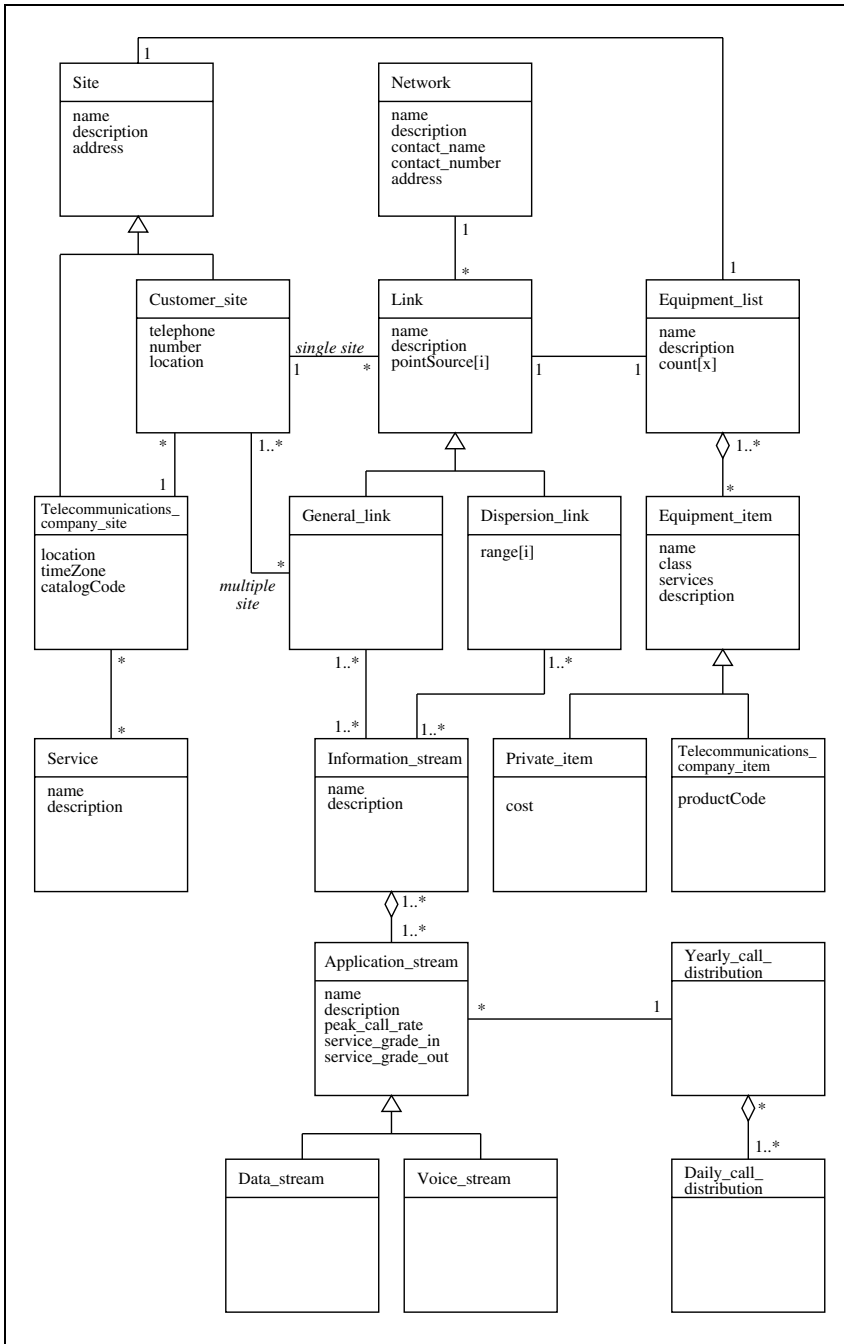 1
Site
name
description
address
Network
name
description
contact_name
contact_number
address
1
*
1
Customer_site
telephone
number
location
single site
1
*
Link
name
description
pointSource[i]
1
1
Equipment_list
name
description
count[x]
*
1
1..*
*
multiple
site
1..*
*
Telecommunications_
company_site
location
timeZone
catalogCode
General_link
Dispersion_link
range[i]
Equipment_item
name
class
services
description
*
*
1..*
1..*
1..*
1..*
Service
name
description
Information_stream
name
description
Private_item
cost
Telecommunications_
company_item
productCode
1..*
1..*
Application_stream
name
description
peak_call_rate
service_grade_in
service_grade_out
*
1
Yearly_call_
distribution
*
1..*
Data_stream
Voice_stream
Daily_call_
distribution